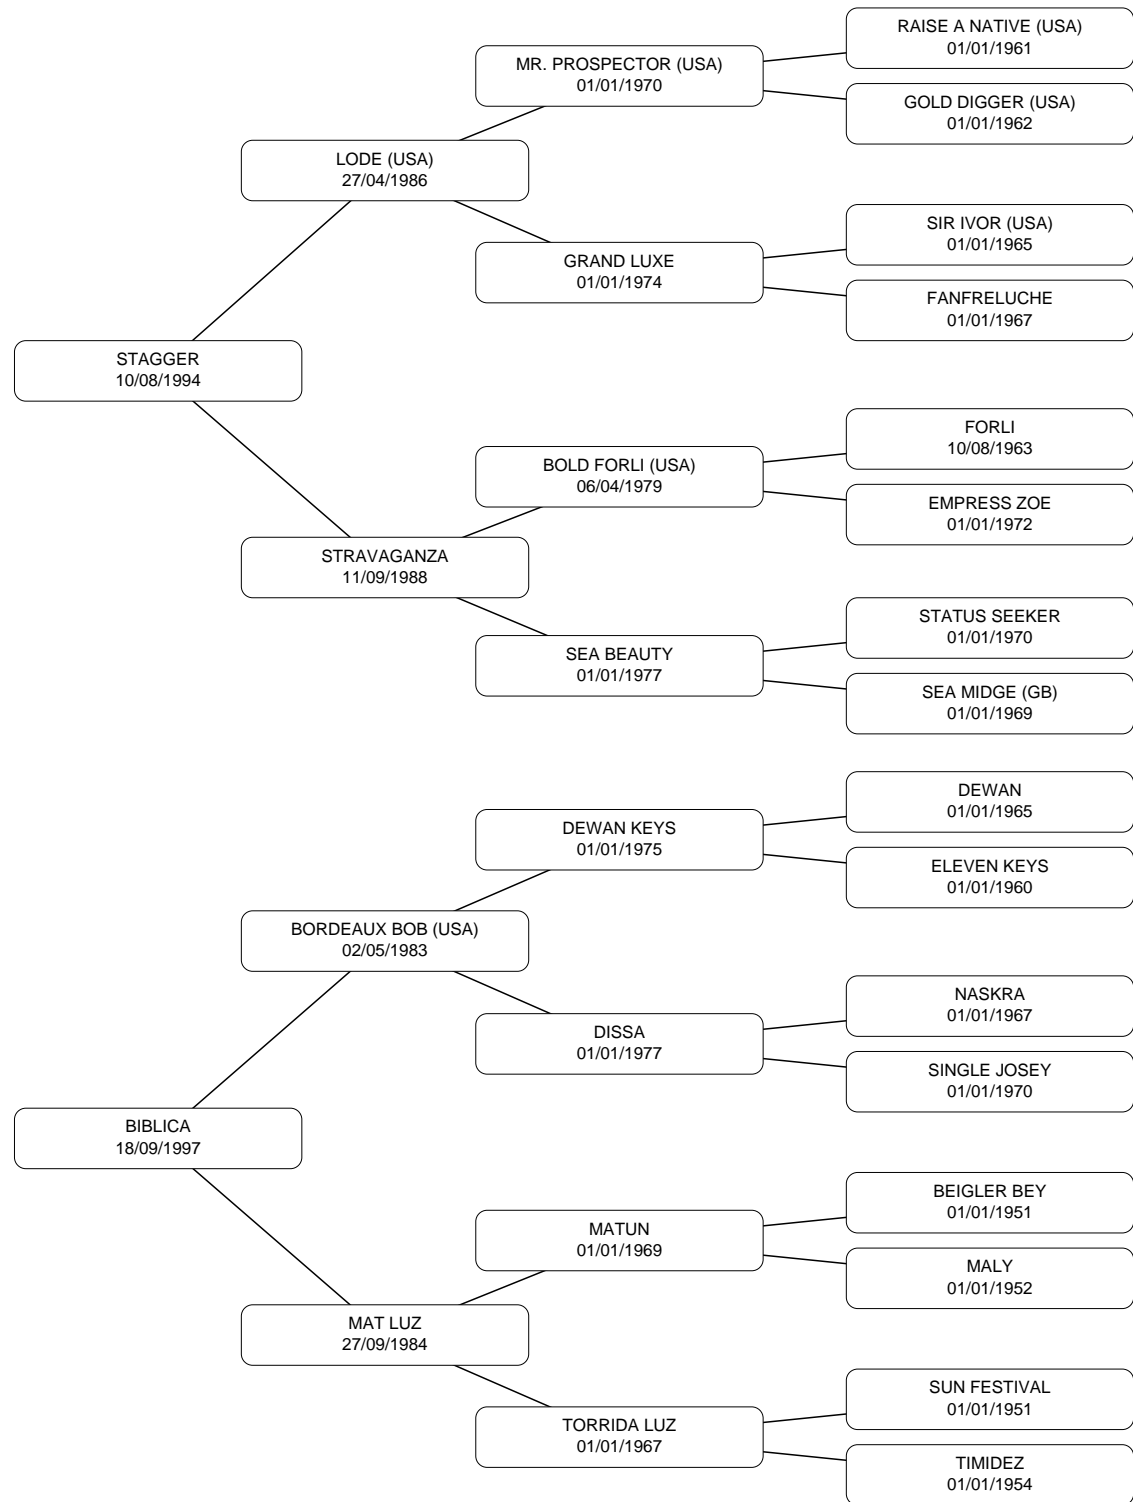 RAISE A NATIVE (USA)
01/01/1961
MR. PROSPECTOR (USA)
01/01/1970
GOLD DIGGER (USA)
01/01/1962
LODE (USA)
27/04/1986
SIR IVOR (USA)
01/01/1965
GRAND LUXE
01/01/1974
FANFRELUCHE
01/01/1967
STAGGER
10/08/1994
FORLI
10/08/1963
BOLD FORLI (USA)
06/04/1979
EMPRESS ZOE
01/01/1972
STRAVAGANZA
11/09/1988
STATUS SEEKER
01/01/1970
SEA BEAUTY
01/01/1977
SEA MIDGE (GB)
01/01/1969
DEWAN
01/01/1965
DEWAN KEYS
01/01/1975
ELEVEN KEYS
01/01/1960
BORDEAUX BOB (USA)
02/05/1983
NASKRA
01/01/1967
DISSA
01/01/1977
SINGLE JOSEY
01/01/1970
BIBLICA
18/09/1997
BEIGLER BEY
01/01/1951
MATUN
01/01/1969
MALY
01/01/1952
MAT LUZ
27/09/1984
SUN FESTIVAL
01/01/1951
TORRIDA LUZ
01/01/1967
TIMIDEZ
01/01/1954